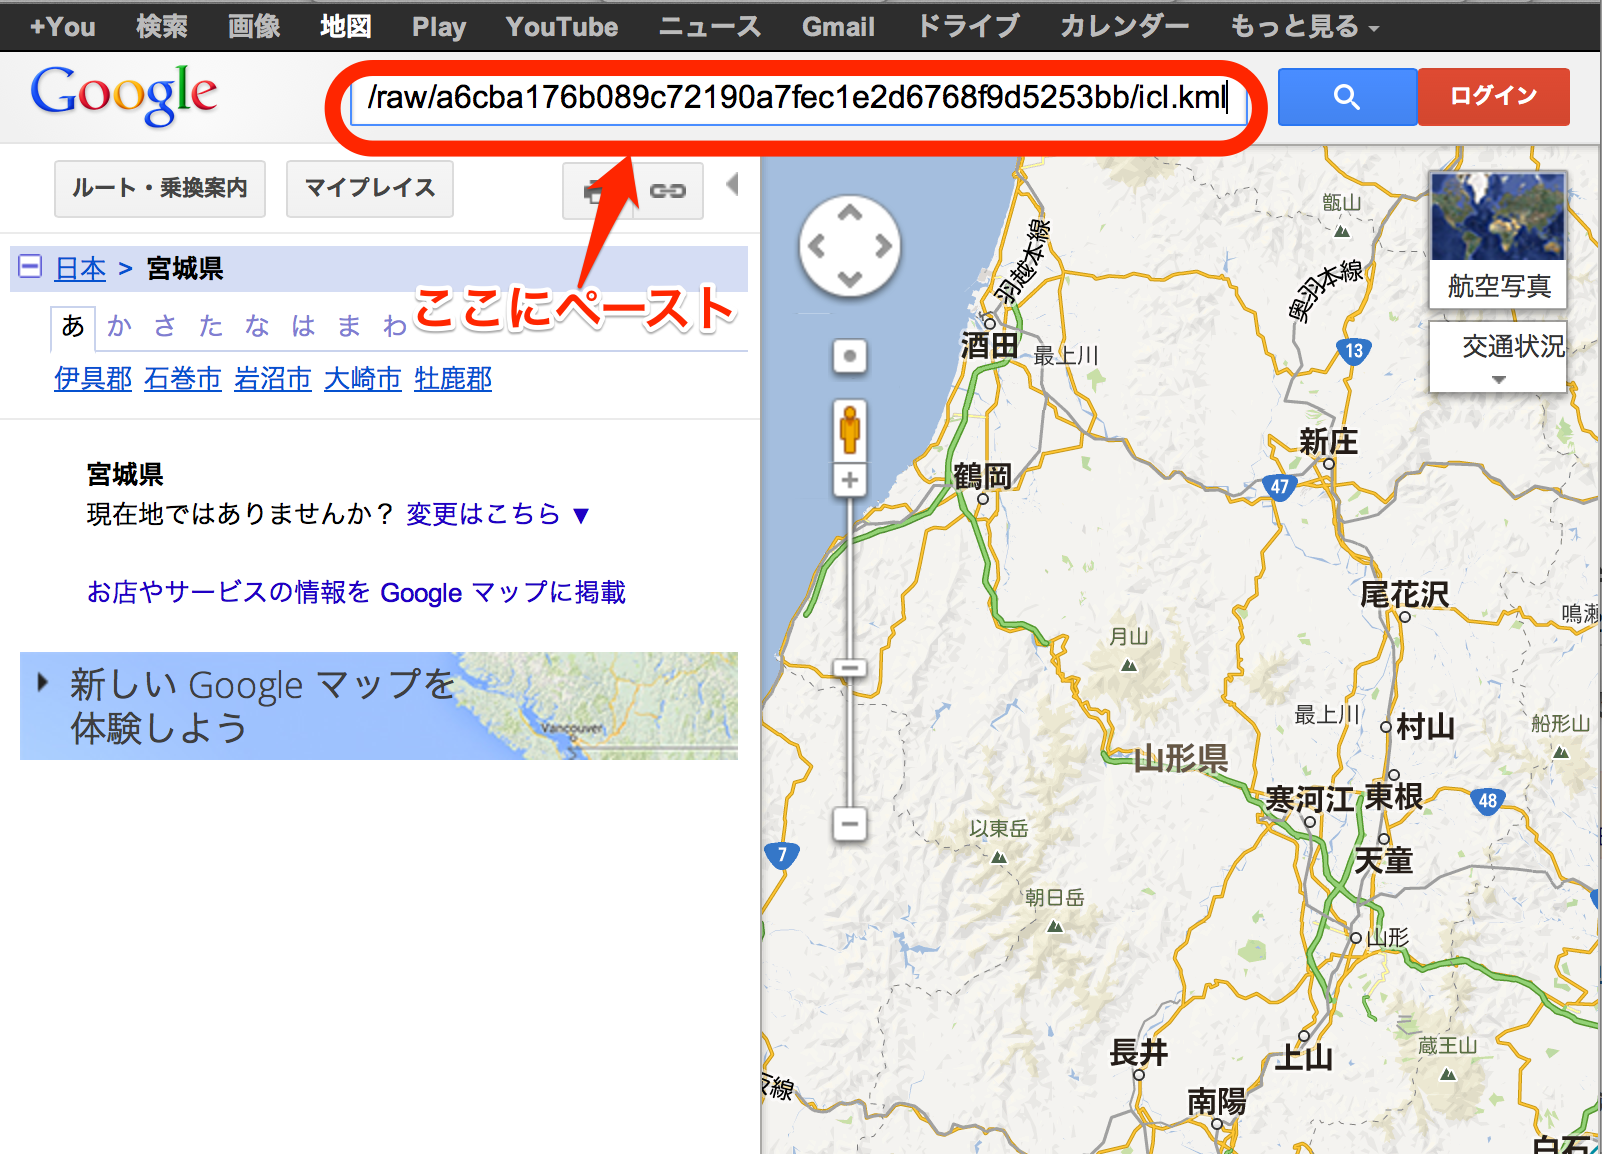 +You 検索 画像 地図 Play YouTube ニュース Gmail ドライブ カレンダー もっと見る
Google
/raw/a6cba176b089c72190a7fec1e2d6768f9d5253bb/icl.kml
ログイン
ルート・乗換案内
マイプレイス
日本 > 宮城県
ここにペースト
あ か さ た な は ま わ
伊具郡 石巻市 岩沼市 大崎市 牡鹿郡
宮城県
現在地ではありませんか？ 変更はこちら ▼
お店やサービスの情報を Google マップに掲載
新しい Google マップを
体験しよう
Vancouver
航空写真
交通状況
甑山
羽越本線
奥羽本線
酒田
最上川
13
新庄
鶴岡
47
尾花沢
鳴瀬
月山
最上川
村山
船形山
山形県
寒河江
東根
48
以東岳
7
天童
朝日岳
山形
長井
上山
蔵王山
南陽
白石